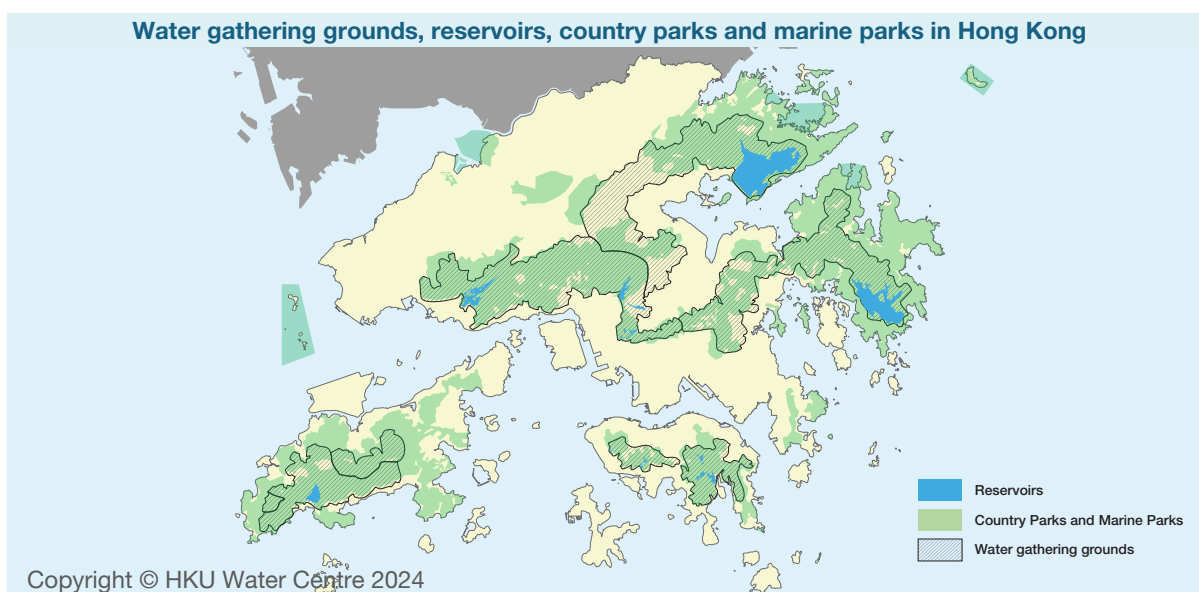 Water gathering grounds, reservoirs, country parks and marine parks in Hong Kong
Reservoirs
Country Parks and Marine Parks
Water gathering grounds
Copyright © HKU Water Centre 2024